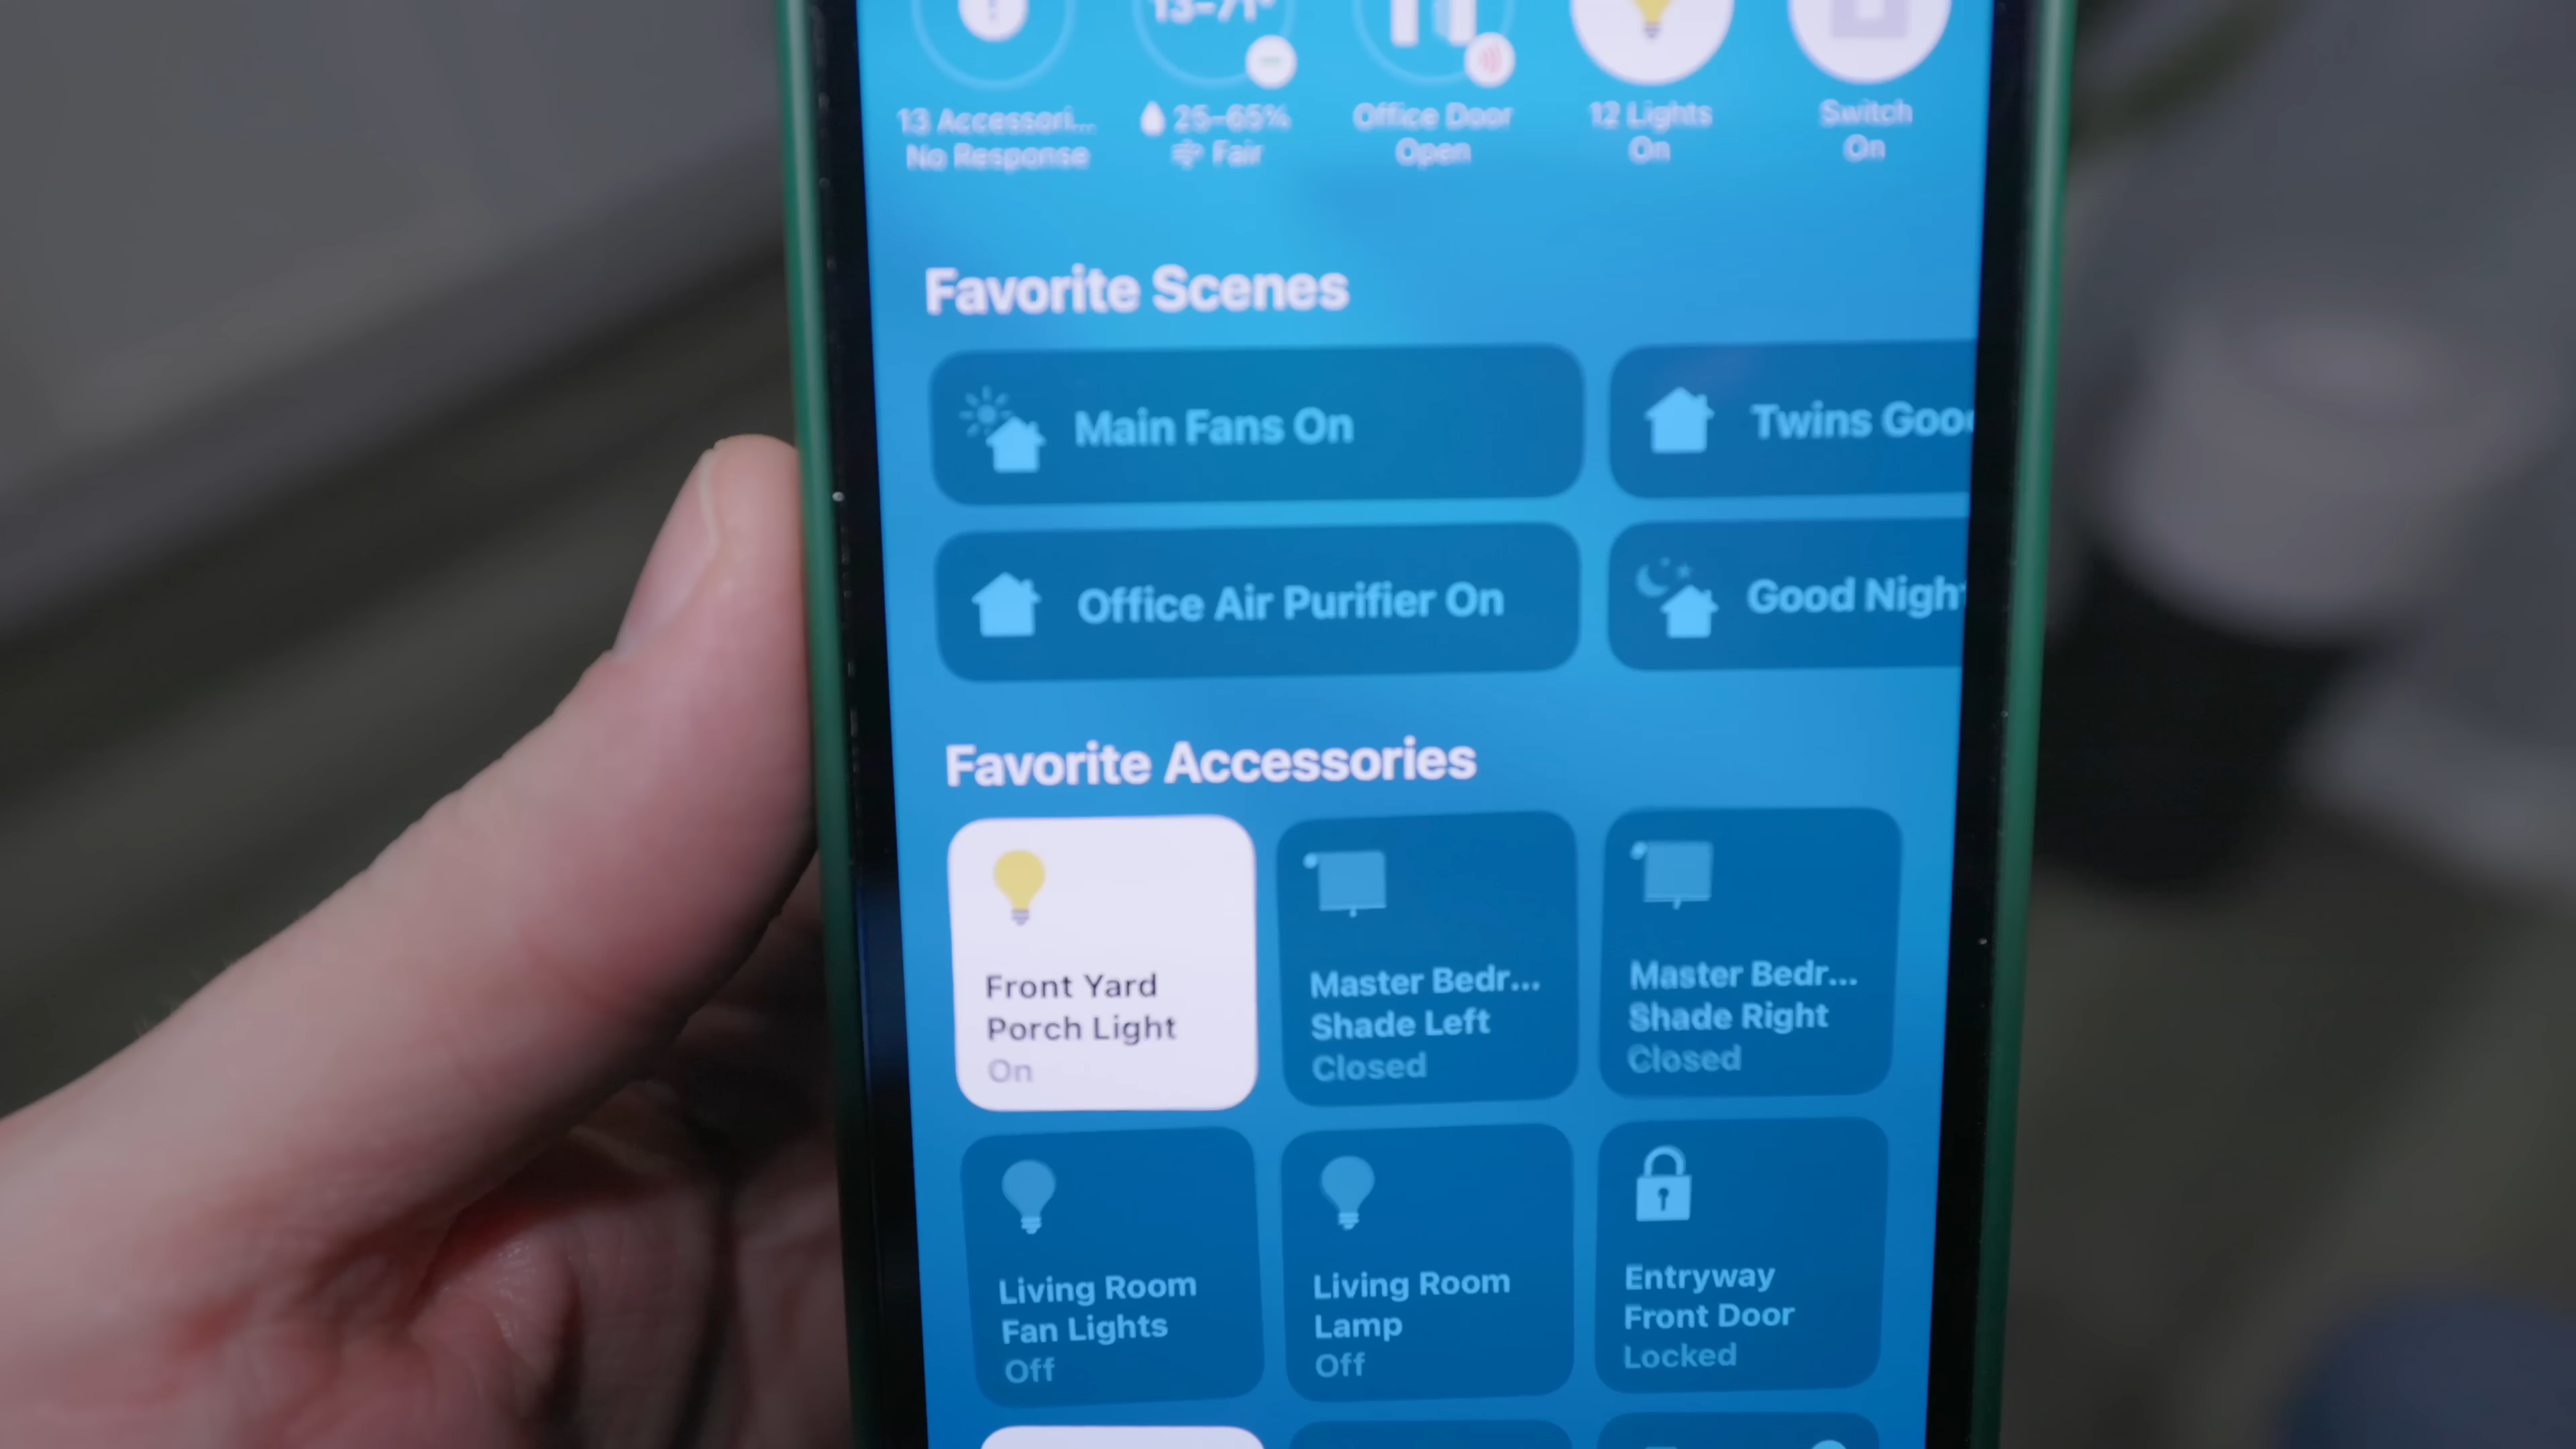 13–71°
13 Accessori...
No Response
25–65%
Fair
Office Door
Open
12 Lights
On
Switch
On
Favorite Scenes
Main Fans On
Twins
Office Air Purifier On
Good
Favorite Accessories
Front Yard
Porch Light
On
Master Bedr...
Shade Left
Closed
Master Bedr...
Shade Right
Closed
Living Room
Fan Lights
Off
Living Room
Lamp
Off
Entryway
Front Door
Locked